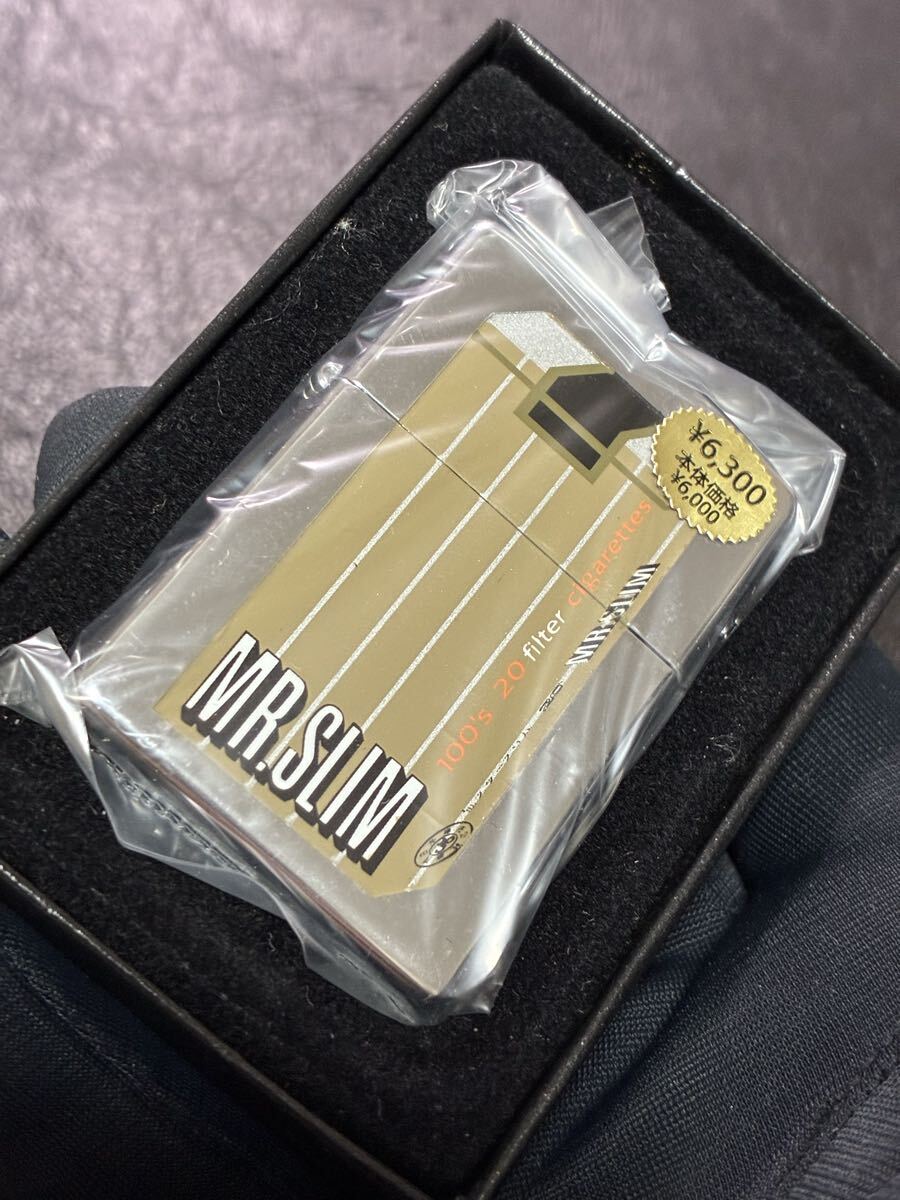 ¥6,300
本体価格
¥6,000
MR.SLIM
100's 20 filter cigarettes
MR.SLIM